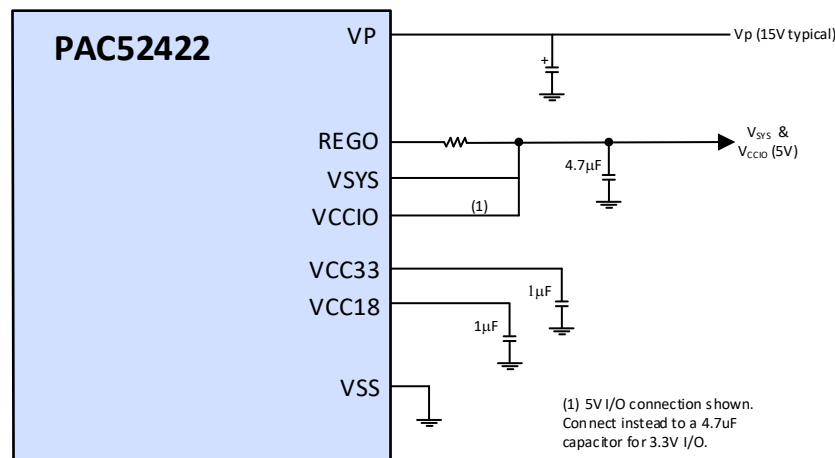 PAC52422
VP
Vp (15V typical)
+
REGO
VSYS &
VCCIO (5V)
VSYS
4.7μF
VCCIO
(1)
VCC33
1μF
VCC18
1μF
VSS
(1) 5V I/O connection shown.
Connect instead to a 4.7uF
capacitor for 3.3V I/O.